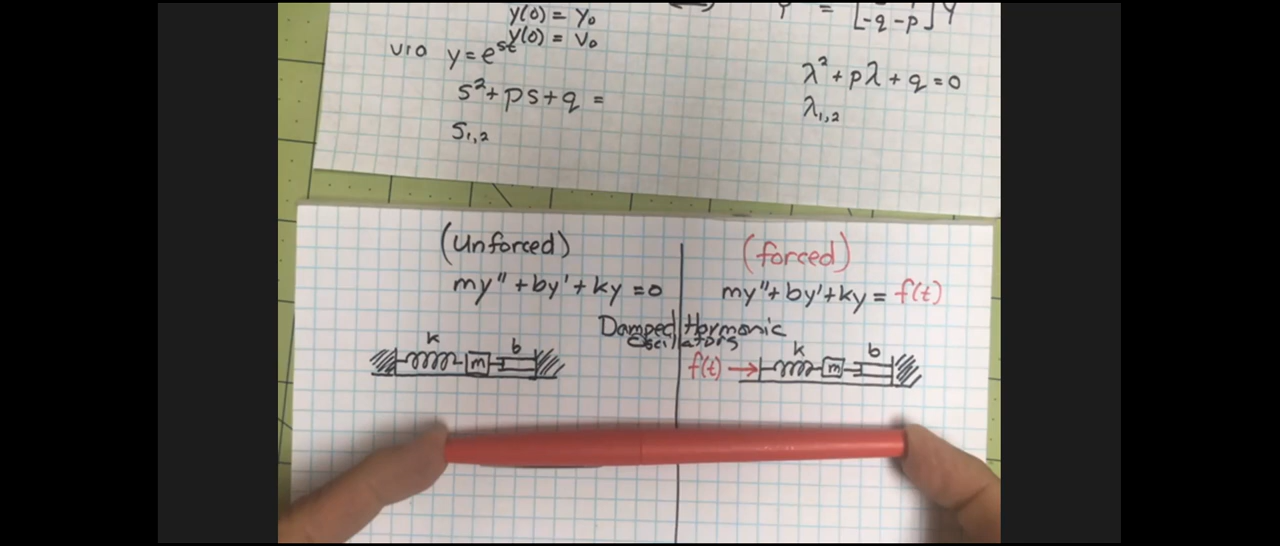 y(0) = y₀
y(0) = v₀
via y = eˢᵗ
s² + ps + q =
s₁,₂
[-q -p] Y
λ² + pλ + q = 0
λ₁,₂
(Unforced)
my'' + by' + ky = 0
(forced)
my'' + by' + ky = f(t)
Damped Harmonic
Oscillators
k
m
b
f(t) →
k
m
b